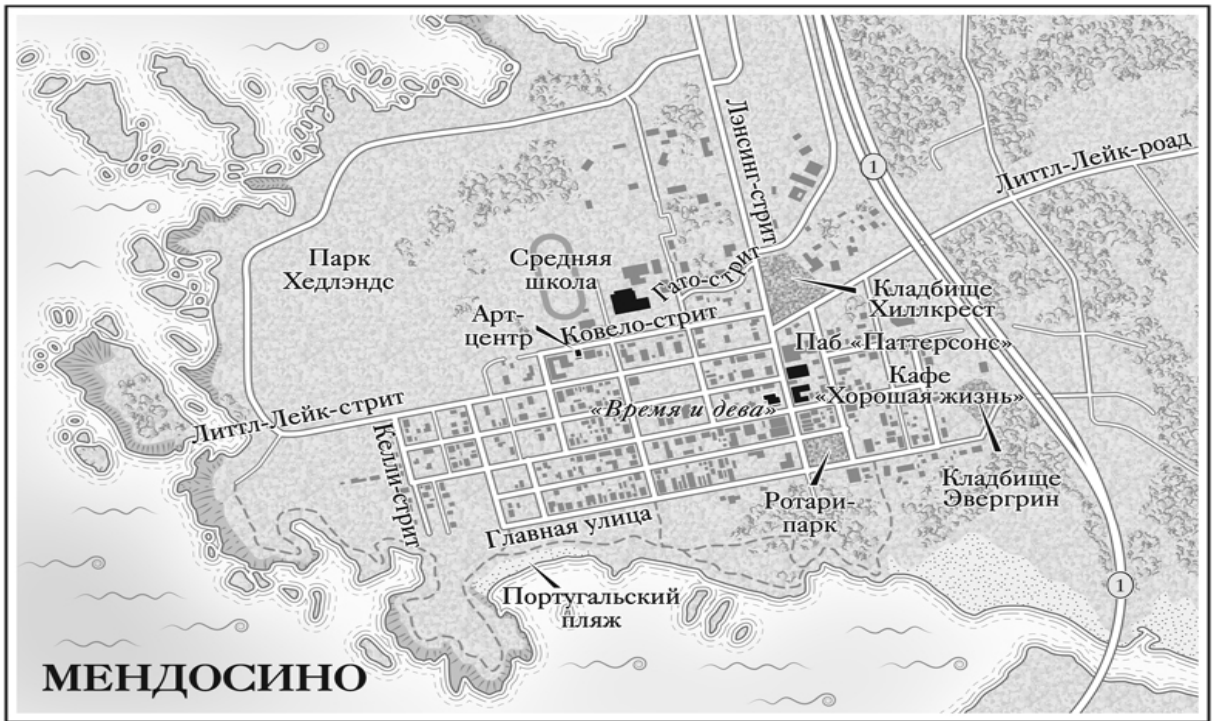 Лэнсинг-стрит
1
Литтл-Лейк-роад
Парк
Хедлэндс
Средняя
школа
Гато-стрит
Кладбище
Хиллкрест
Арт-
центр
Ковело-стрит
Паб «Паттерсонс»
Кафе
«Хорошая жизнь»
«Время и дева»
Литтл-Лейк-стрит
Келли-стрит
Кладбище
Эвергрин
Ротари-
парк
Главная улица
1
Португальский
пляж
МЕНДОСИНО